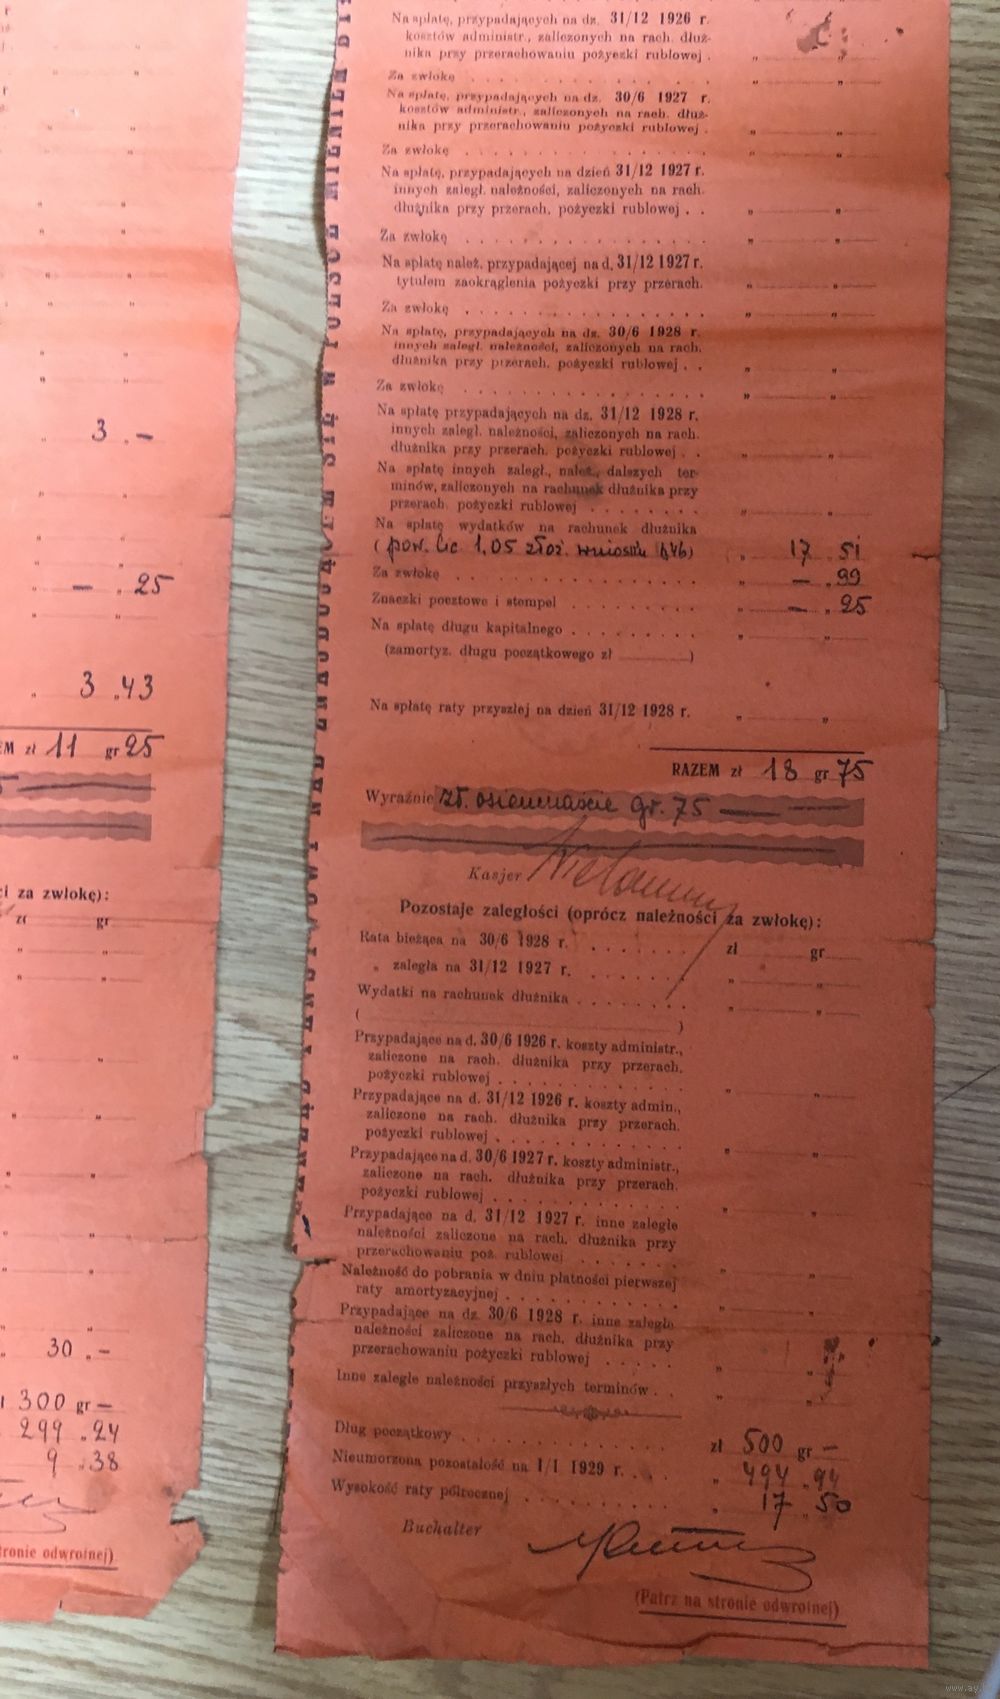 3 . —
— . 25
3 . 43
EM zł 11 gr 25
i za zwłokę):
zł gr
30 . —
300 gr —
299 . 24
9 . 38
tronie odwrotnej)
Na spłatę, przypadających na dz. 31/12 1926 r.
kosztów administr., zaliczonych na rach. dłuż-
nika przy przerachowaniu pożyczki rublowej .
Za zwłokę
Na spłatę, przypadających na dz. 30/6 1927 r.
kosztów administr., zaliczonych na rach. dłuż-
nika przy przerachowaniu pożyczki rublowej .
Za zwłokę
Na spłatę, przypadających na dzień 31/12 1927 r.
innych zaległ. należności, zaliczonych na rach.
dłużnika przy przerach. pożyczki rublowej . .
Za zwłokę
Na spłatę należ. przypadającej na d. 31/12 1927 r.
tytułem zaokrąglenia pożyczki przy przerach.
Za zwłokę
Na spłatę, przypadających na dz. 30/6 1928 r.
innych zaległ. należności, zaliczonych na rach.
dłużnika przy przerach. pożyczki rublowej . .
Za zwłokę
Na spłatę przypadających na dz. 31/12 1928 r.
innych zaległ. należności, zaliczonych na rach.
dłużnika przy przerach. pożyczki rublowej . .
Na spłatę innych zaległ., należ., dalszych ter-
minów, zaliczonych na rachunek dłużnika przy
przerach. pożyczki rublowej
Na spłatę wydatków na rachunek dłużnika
1,05 złoż. „ 17 . 51
Za zwłokę „ — . 99
Znaczki pocztowe i stempel „ — . 25
Na spłatę długu kapitalnego
(zamortyz. długu początkowego zł )
Na spłatę raty przyszłej na dzień 31/12 1928 r. „ „
RAZEM zł 18 gr 75
Wyraźnie zł. osiemnaście gr. 75
Kasjer
Pozostaje zaległości (oprócz należności za zwłokę):
Rata bieżąca na 30/6 1928 r. zł gr
„ zaległa na 31/12 1927 r. „ „
Wydatki na rachunek dłużnika „ „
( )
Przypadające na d. 30/6 1926 r. koszty administr.,
zaliczone na rach. dłużnika przy przerach.
pożyczki rublowej
Przypadające na d. 31/12 1926 r. koszty admin.,
zaliczone na rach. dłużnika przy przerach.
pożyczki rublowej
Przypadające na d. 30/6 1927 r. koszty administr.,
zaliczone na rach. dłużnika przy przerach.
pożyczki rublowej
Przypadające na d. 31/12 1927 r. inne zaległe
należności zaliczone na rach. dłużnika przy
przerachowaniu poż. rublowej
Należność do pobrania w dniu płatności pierwszej
raty amortyzacyjnej
Przypadające na dz. 30/6 1928 r. inne zaległe
należności zaliczone na rach. dłużnika przy
przerachowaniu pożyczki rublowej
Inne zaległe należności przyszłych terminów . .
Dług początkowy zł 500 gr —
Nieumorzona pozostałość na 1/I 1929 r. „ 494 . 94
Wysokość raty półrocznej „ 17 . 50
Buchalter
(Patrz na stronie odwrotnej)